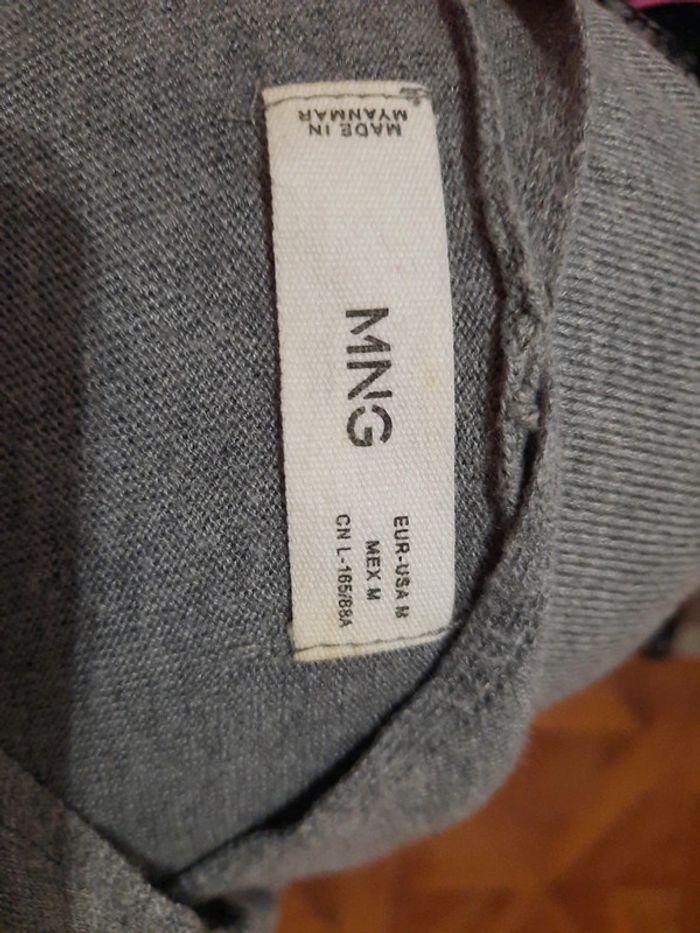 MADE IN
MYANMAR
MNG
EUR-USA M
MEX M
CN L-165/88A